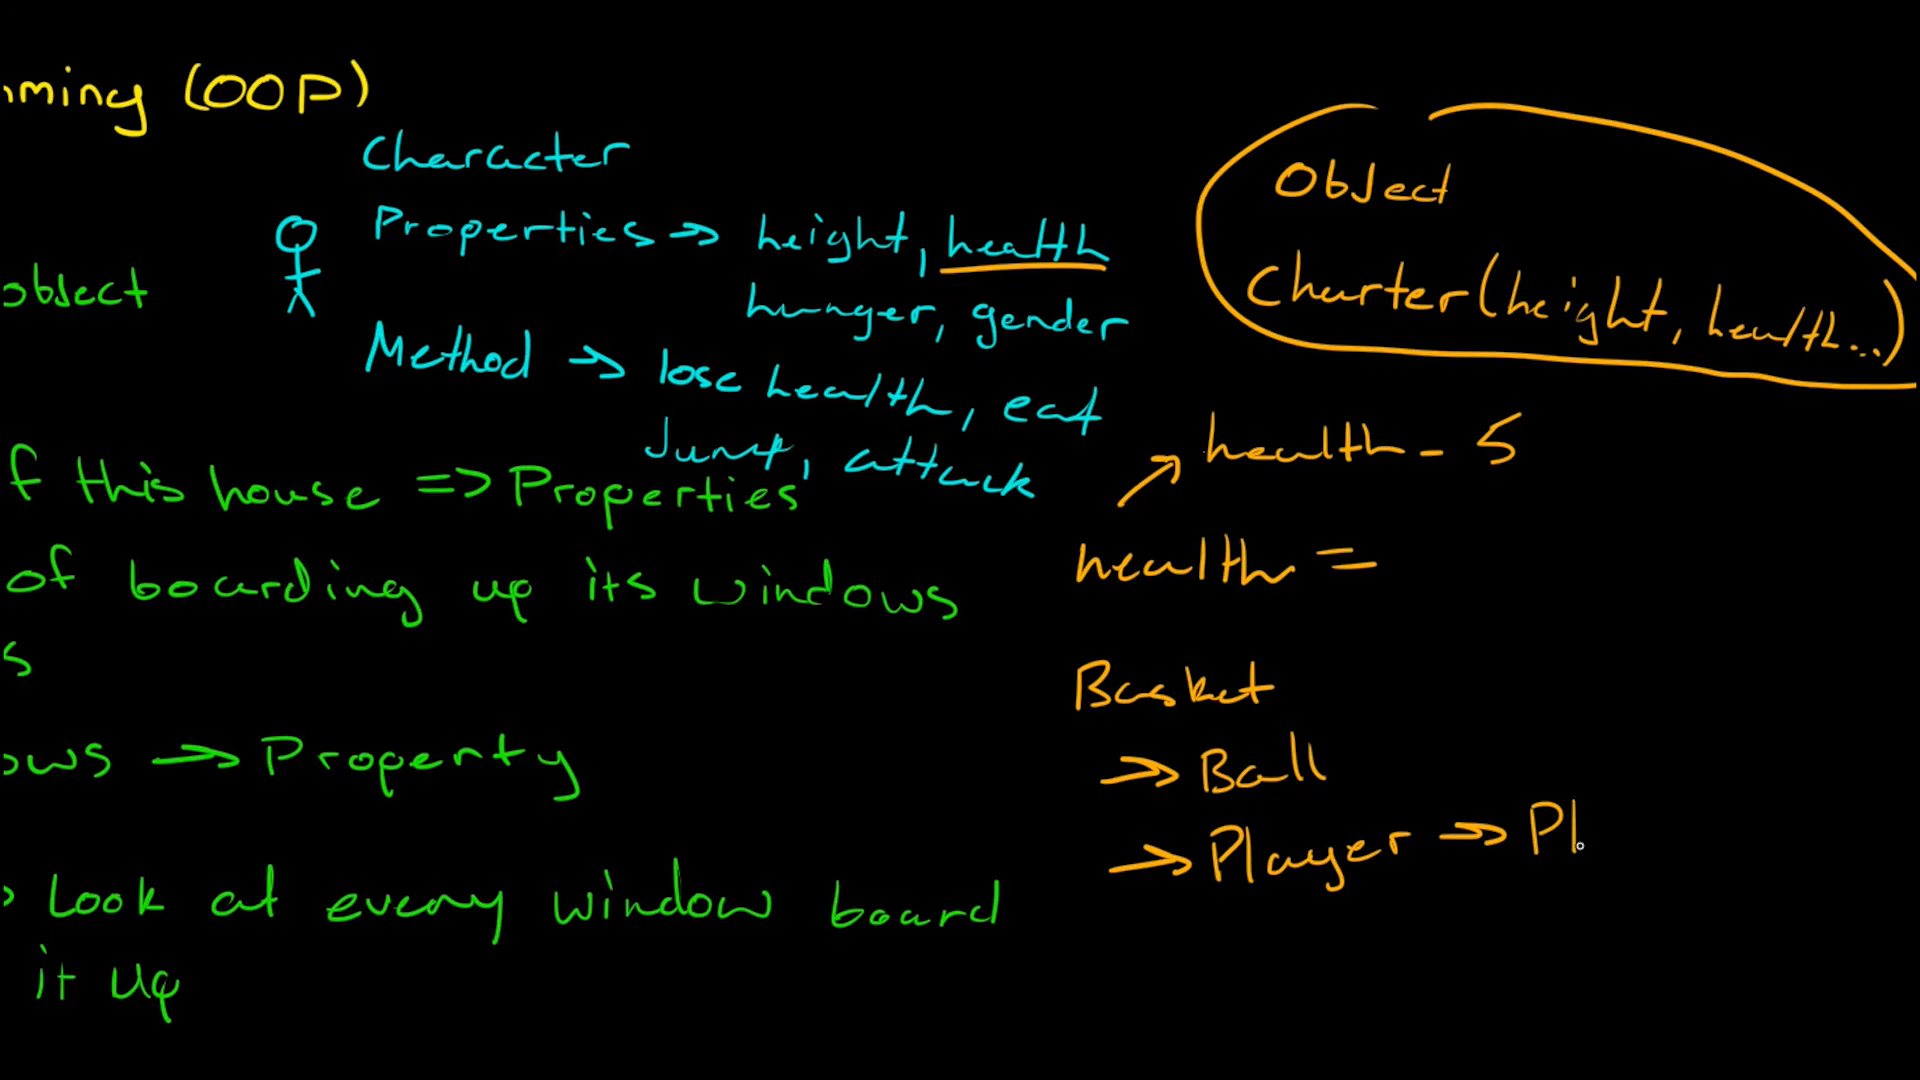 mming (OOP)
Character
Properties → height, health
hunger, gender
Method → lose health, eat
Jump, attack
object
f this house => Properties
of boarding up its windows
s
ows → Property
Look at every window board
it up
Object
Charter(height, health...)
health - 5
health =
Basket
→ Ball
→ Player → Pl